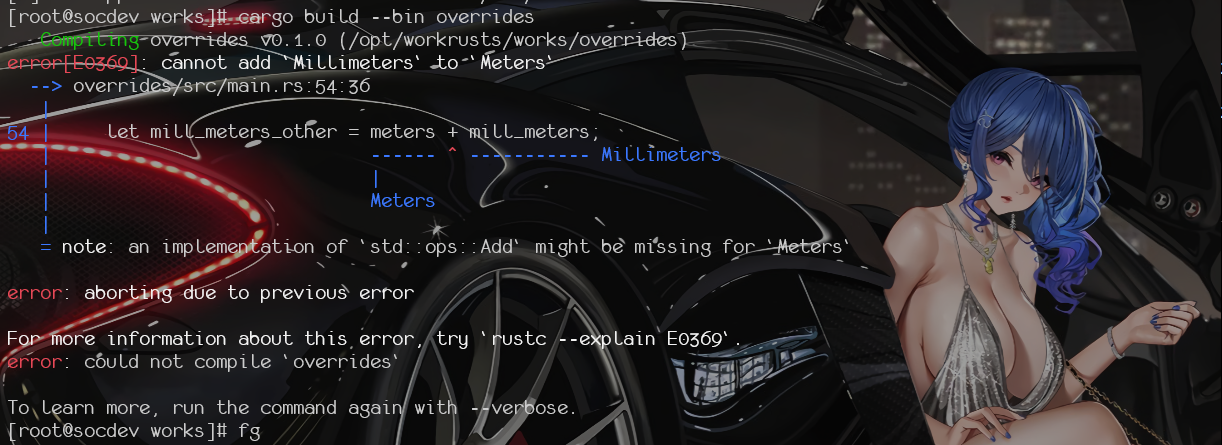 [root@socdev works]# cargo build --bin overrides
   Compiling overrides v0.1.0 (/opt/workrusts/works/overrides)
error[E0369]: cannot add `Millimeters` to `Meters`
  --> overrides/src/main.rs:54:36
   |
54 |     let mill_meters_other = meters + mill_meters;
   |                             ------ ^ ----------- Millimeters
   |                             |
   |                             Meters
   |
   = note: an implementation of `std::ops::Add` might be missing for `Meters`
error: aborting due to previous error
For more information about this error, try `rustc --explain E0369`.
error: could not compile `overrides`
To learn more, run the command again with --verbose.
[root@socdev works]# fg